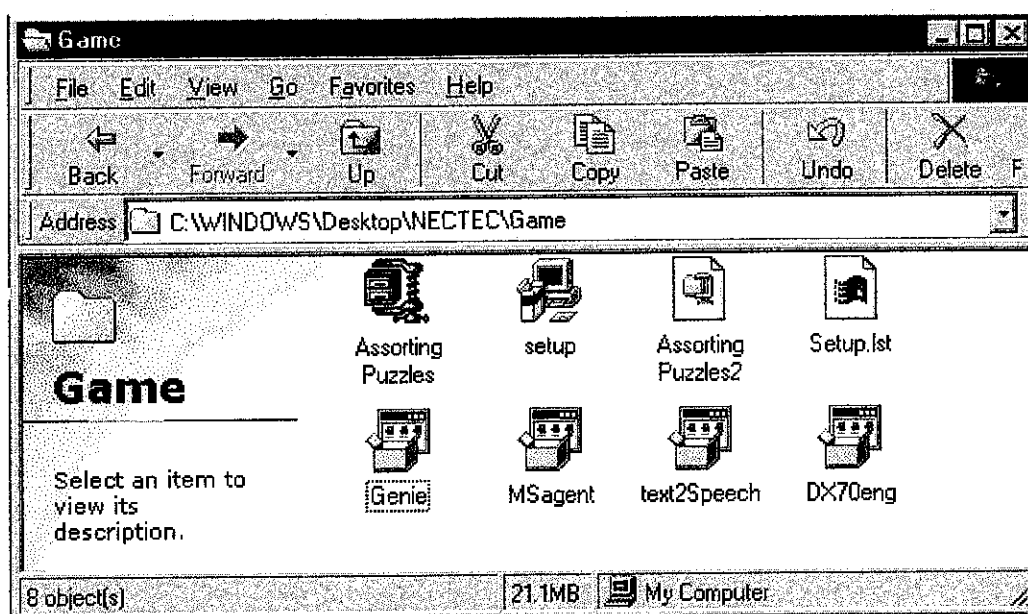 Game
File Edit View Go Favorites Help
Back Forward Up Cut Copy Paste Undo Delete F
Address C:\WINDOWS\Desktop\NECTEC\Game
Game
Select an item to
view its
description.
Assorting
Puzzles
setup
Assorting
Puzzles2
Setup.lst
Genie
MSagent
text2Speech
DX70eng
8 object(s) 21.1MB My Computer